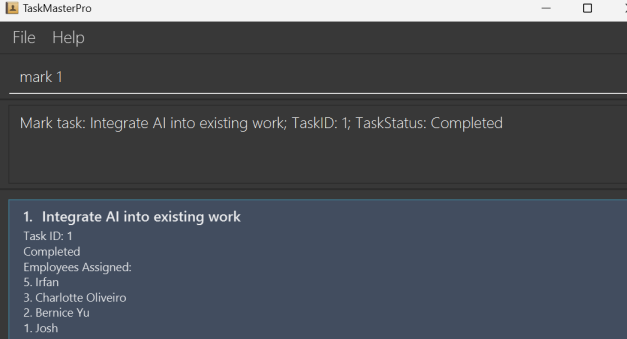 TaskMasterPro
File Help
mark 1
Mark task: Integrate AI into existing work; TaskID: 1; TaskStatus: Completed
1. Integrate AI into existing work
Task ID: 1
Completed
Employees Assigned:
5. Irfan
3. Charlotte Oliveiro
2. Bernice Yu
1. Josh